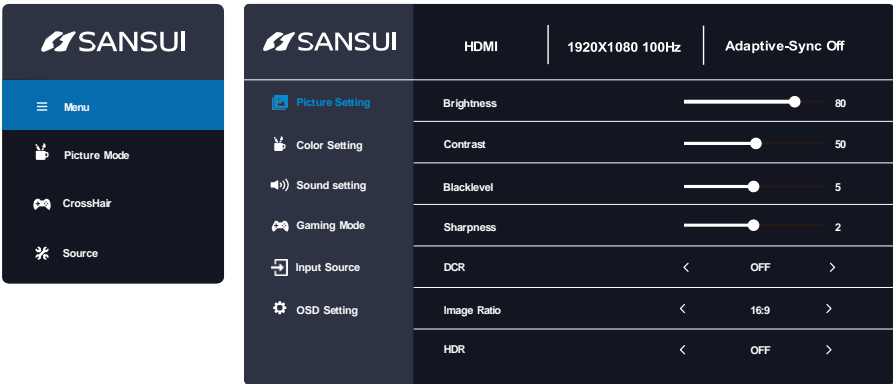 SANSUI
Menu
Picture Mode
CrossHair
Source
SANSUI
HDMI
1920X1080 100Hz
Adaptive-Sync Off
Picture Setting
Color Setting
Sound setting
Gaming Mode
Input Source
OSD Setting
Brightness 80
Contrast 50
Blacklevel 5
Sharpness 2
DCR < OFF >
Image Ratio < 16:9 >
HDR < OFF >